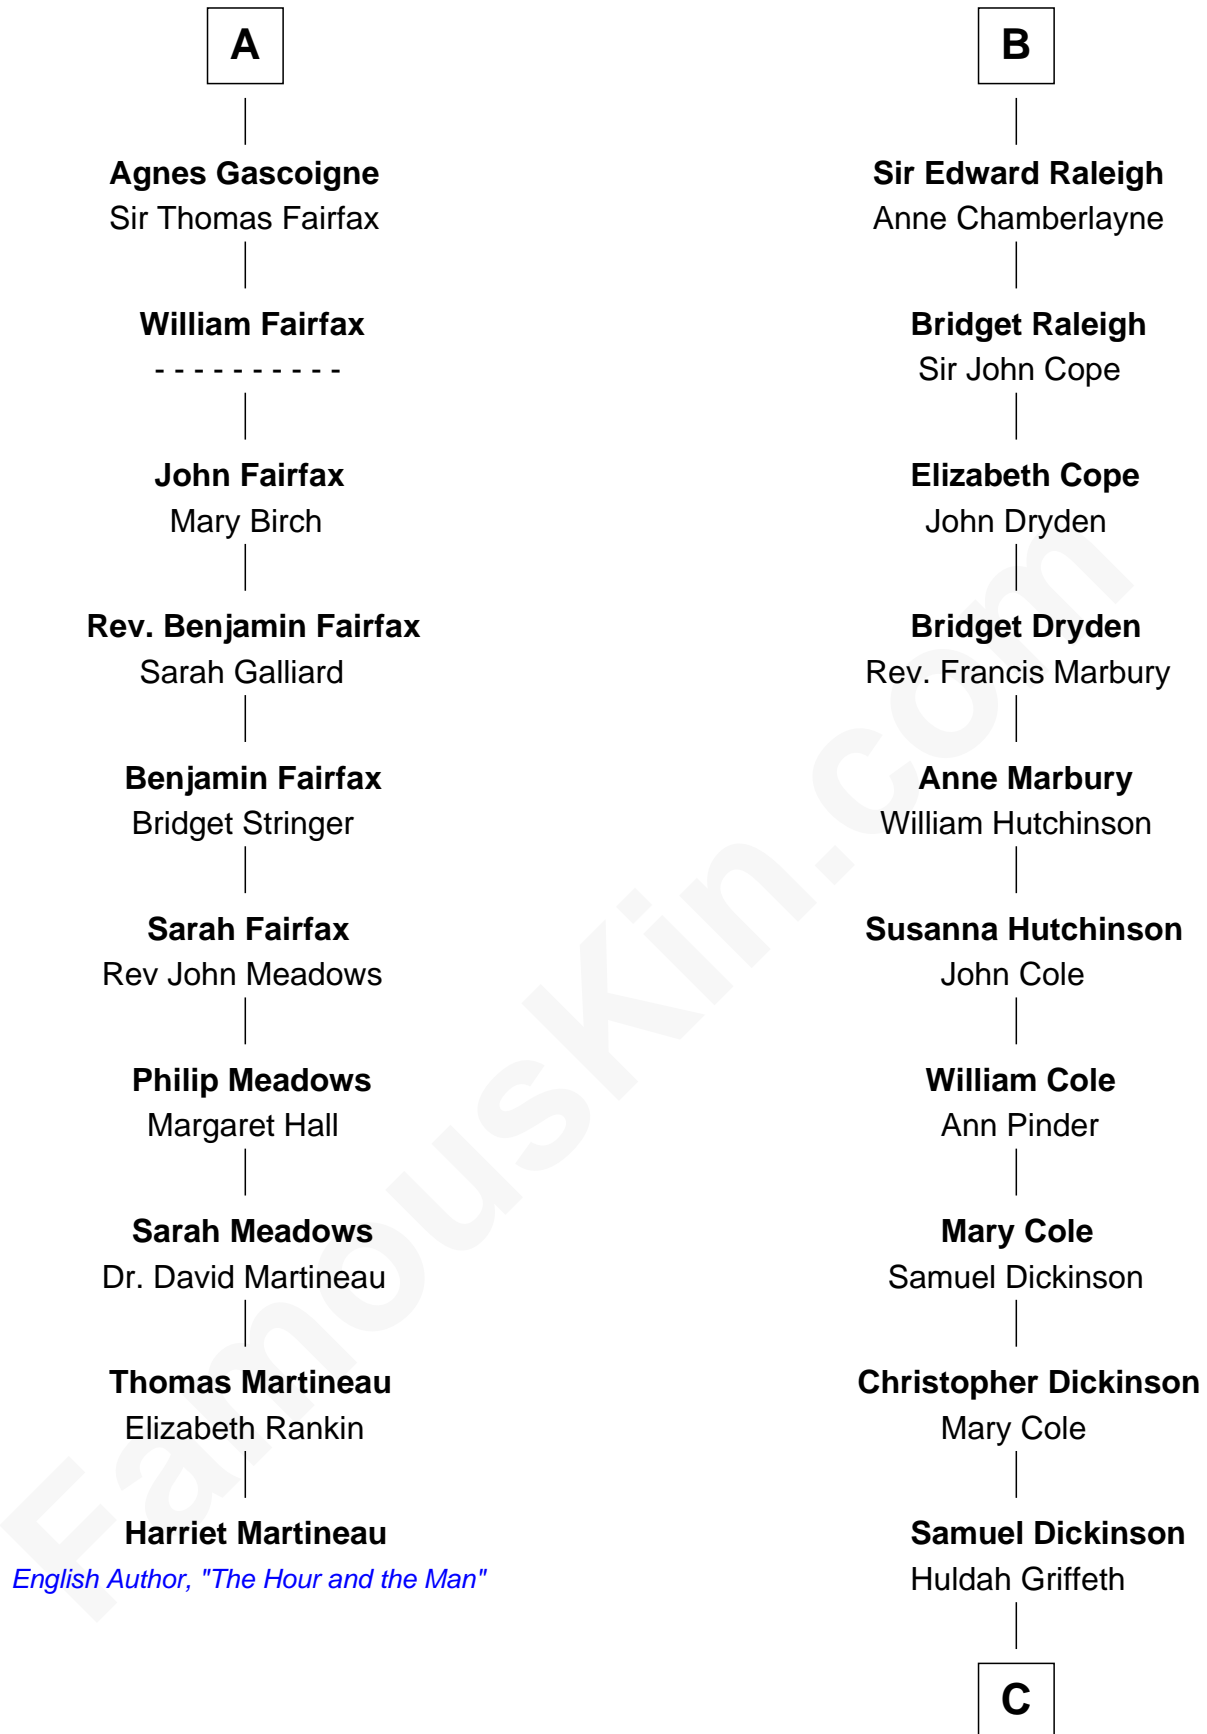 A
Agnes Gascoigne
Sir Thomas Fairfax
William Fairfax
- - - - - - - - - -
John Fairfax
Mary Birch
Rev. Benjamin Fairfax
Sarah Galliard
Benjamin Fairfax
Bridget Stringer
Sarah Fairfax
Rev John Meadows
Philip Meadows
Margaret Hall
Sarah Meadows
Dr. David Martineau
Thomas Martineau
Elizabeth Rankin
Harriet Martineau
English Author, "The Hour and the Man"
B
Sir Edward Raleigh
Anne Chamberlayne
Bridget Raleigh
Sir John Cope
Elizabeth Cope
John Dryden
Bridget Dryden
Rev. Francis Marbury
Anne Marbury
William Hutchinson
Susanna Hutchinson
John Cole
William Cole
Ann Pinder
Mary Cole
Samuel Dickinson
Christopher Dickinson
Mary Cole
Samuel Dickinson
Huldah Griffeth
C
FamousKin.com